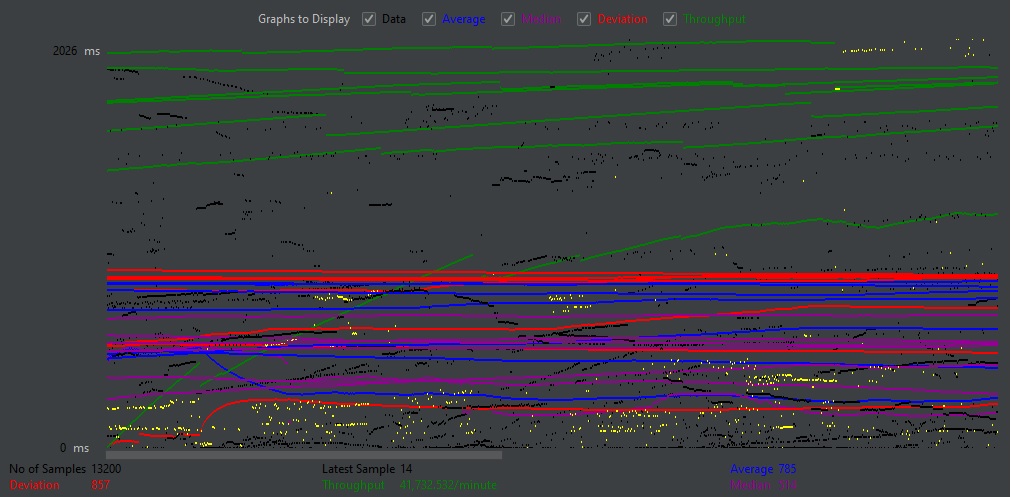 Graphs to Display Data Average Median Deviation Throughput
2026 ms
0 ms
No of Samples 13200 Latest Sample 14 Average 785
Deviation 857 Throughput 41,732.532/minute Median